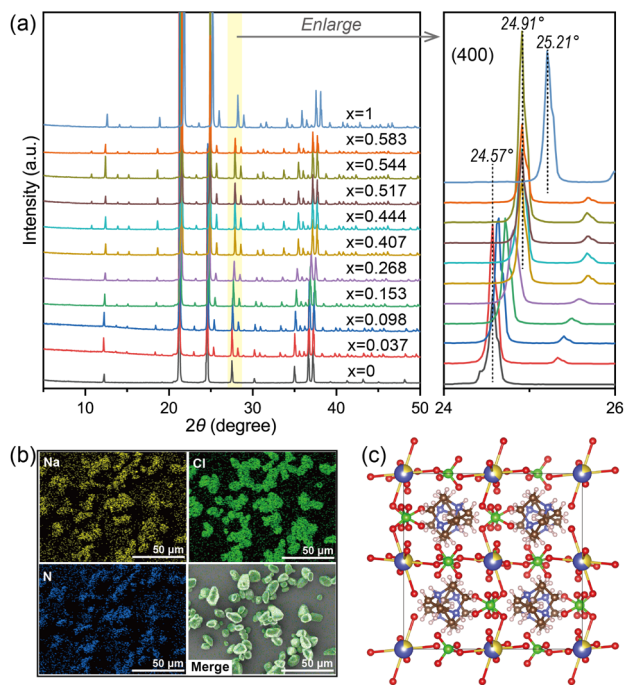 (a)
Enlarge
24.91°
25.21°
(400)
24.57°
Intensity (a.u.)
x=1
x=0.583
x=0.544
x=0.517
x=0.444
x=0.407
x=0.268
x=0.153
x=0.098
x=0.037
x=0
10 20 30 40 50
2θ (degree)
24 25 26
(b)
Na
50 µm
Cl
50 µm
N
50 µm
Merge
50 µm
(c)